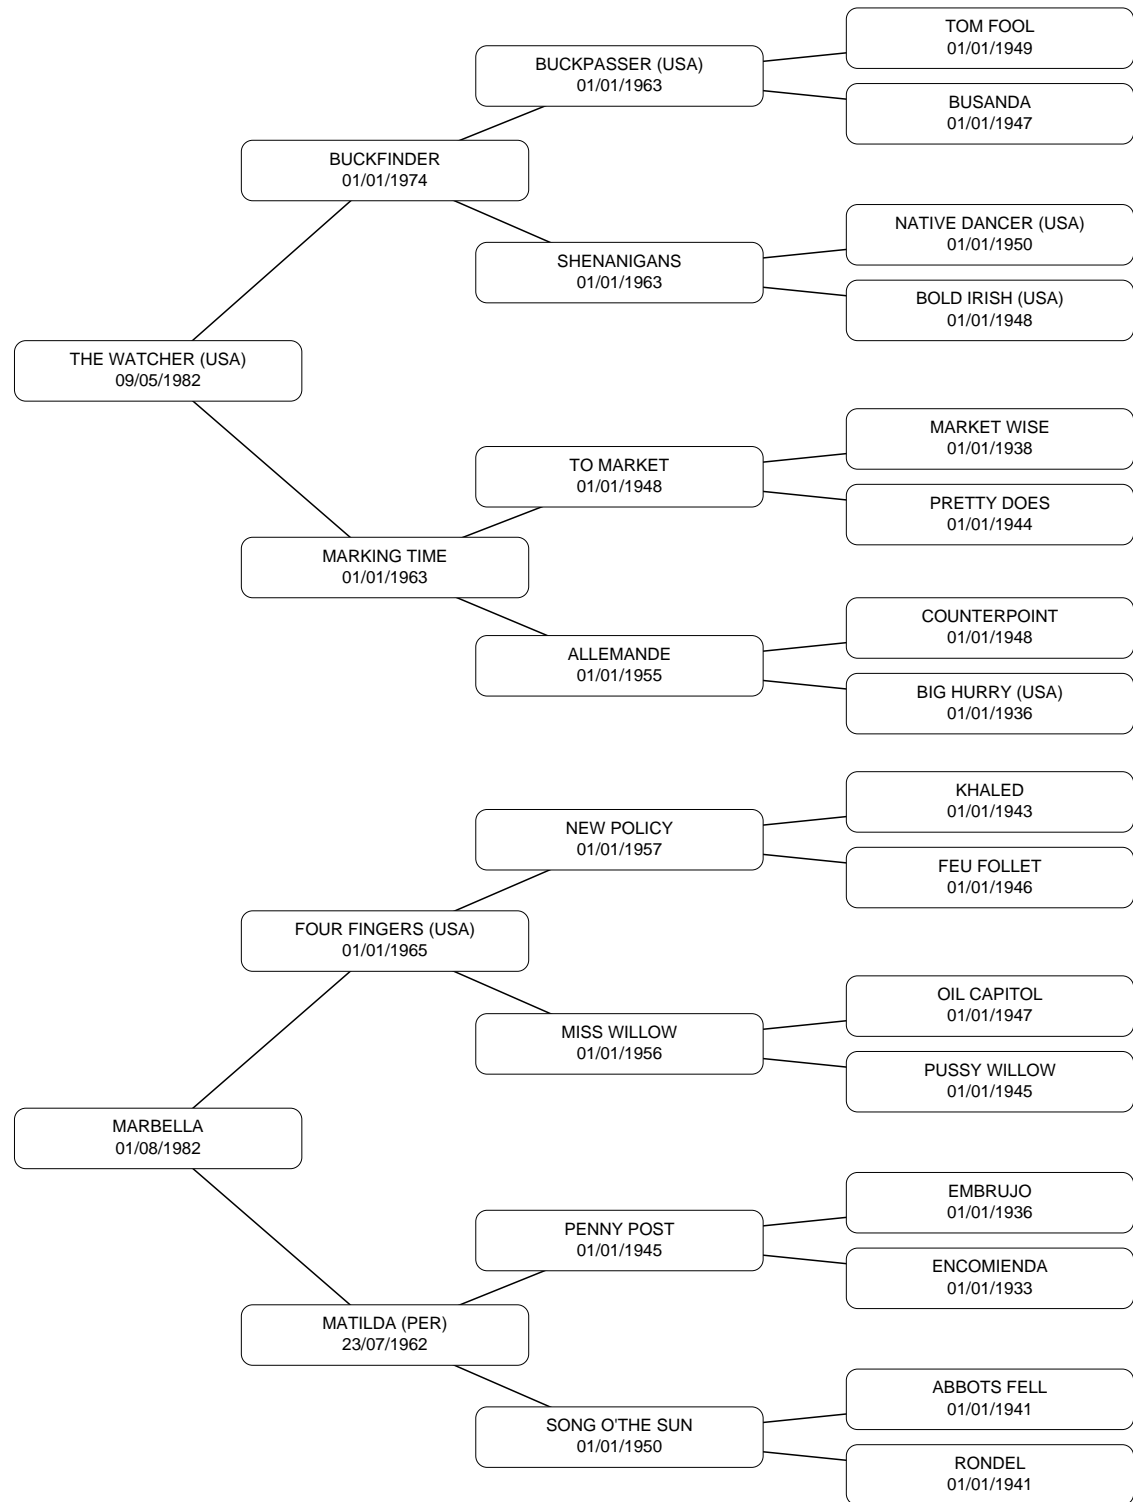 TOM FOOL
01/01/1949
BUCKPASSER (USA)
01/01/1963
BUSANDA
01/01/1947
BUCKFINDER
01/01/1974
NATIVE DANCER (USA)
01/01/1950
SHENANIGANS
01/01/1963
BOLD IRISH (USA)
01/01/1948
THE WATCHER (USA)
09/05/1982
MARKET WISE
01/01/1938
TO MARKET
01/01/1948
PRETTY DOES
01/01/1944
MARKING TIME
01/01/1963
COUNTERPOINT
01/01/1948
ALLEMANDE
01/01/1955
BIG HURRY (USA)
01/01/1936
KHALED
01/01/1943
NEW POLICY
01/01/1957
FEU FOLLET
01/01/1946
FOUR FINGERS (USA)
01/01/1965
OIL CAPITOL
01/01/1947
MISS WILLOW
01/01/1956
PUSSY WILLOW
01/01/1945
MARBELLA
01/08/1982
EMBRUJO
01/01/1936
PENNY POST
01/01/1945
ENCOMIENDA
01/01/1933
MATILDA (PER)
23/07/1962
ABBOTS FELL
01/01/1941
SONG O'THE SUN
01/01/1950
RONDEL
01/01/1941